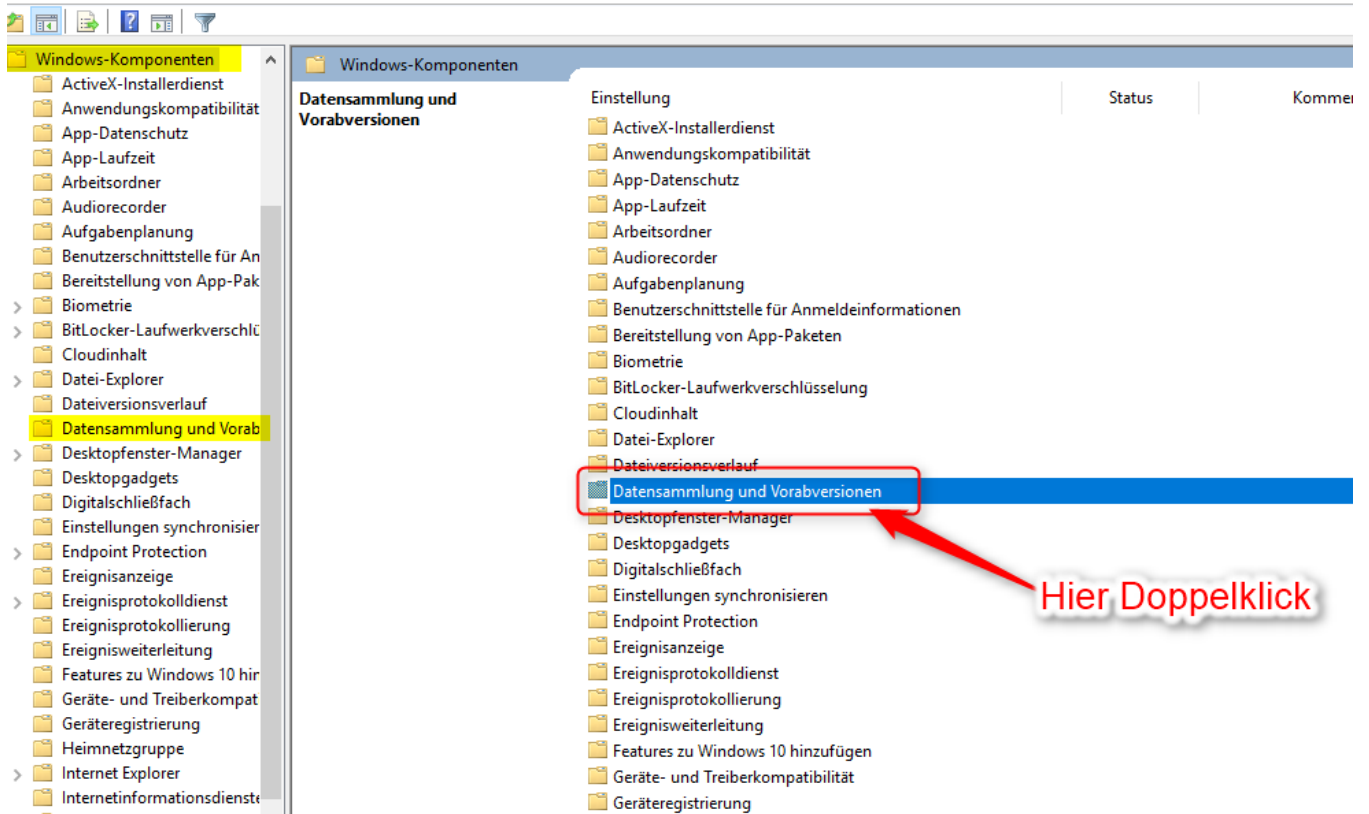 Windows-Komponenten
ActiveX-Installerdienst
Anwendungskompatibilität
App-Datenschutz
App-Laufzeit
Arbeitsordner
Audiorecorder
Aufgabenplanung
Benutzerschnittstelle für An
Bereitstellung von App-Pak
Biometrie
BitLocker-Laufwerkverschlü
Cloudinhalt
Datei-Explorer
Dateiversionsverlauf
Datensammlung und Vorab
Desktopfenster-Manager
Desktopgadgets
Digitalschließfach
Einstellungen synchronisier
Endpoint Protection
Ereignisanzeige
Ereignisprotokolldienst
Ereignisprotokollierung
Ereignisweiterleitung
Features zu Windows 10 hin
Geräte- und Treiberkompat
Geräteregistrierung
Heimnetzgruppe
Internet Explorer
Internetinformationsdienste
Windows-Komponenten
Datensammlung und
Vorabversionen
Einstellung Status Kommer
ActiveX-Installerdienst
Anwendungskompatibilität
App-Datenschutz
App-Laufzeit
Arbeitsordner
Audiorecorder
Aufgabenplanung
Benutzerschnittstelle für Anmeldeinformationen
Bereitstellung von App-Paketen
Biometrie
BitLocker-Laufwerkverschlüsselung
Cloudinhalt
Datei-Explorer
Dateiversionsverlauf
Datensammlung und Vorabversionen
Desktopfenster-Manager
Desktopgadgets
Digitalschließfach
Einstellungen synchronisieren
Endpoint Protection
Ereignisanzeige
Ereignisprotokolldienst
Ereignisprotokollierung
Ereignisweiterleitung
Features zu Windows 10 hinzufügen
Geräte- und Treiberkompatibilität
Geräteregistrierung
Hier Doppelklick